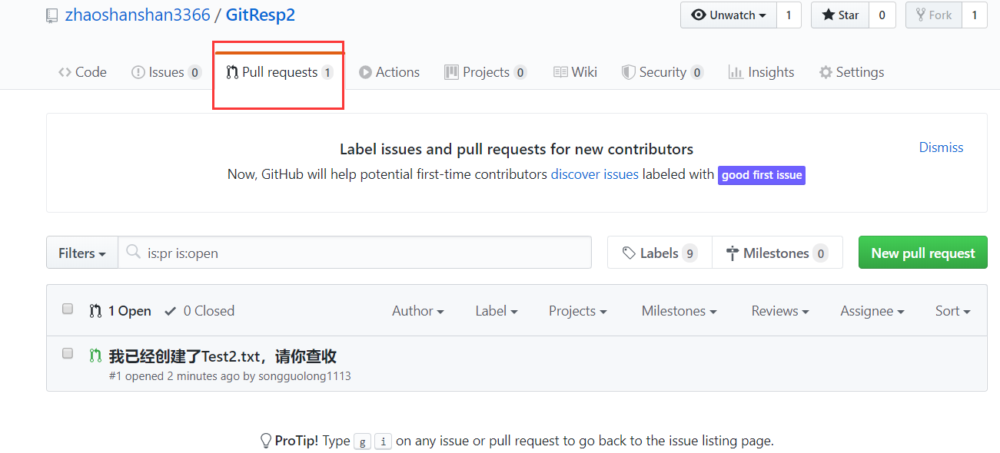 zhaoshanshan3366 / GitResp2
Unwatch 1 Star 0 Fork 1
Code Issues 0 Pull requests 1 Actions Projects 0 Wiki Security 0 Insights Settings
Label issues and pull requests for new contributors
Dismiss
Now, GitHub will help potential first-time contributors discover issues labeled with good first issue
Filters is:pr is:open Labels 9 Milestones 0 New pull request
1 Open 0 Closed Author Label Projects Milestones Reviews Assignee Sort
我已经创建了Test2.txt，请你查收
#1 opened 2 minutes ago by songguolong1113
ProTip! Type g i on any issue or pull request to go back to the issue listing page.